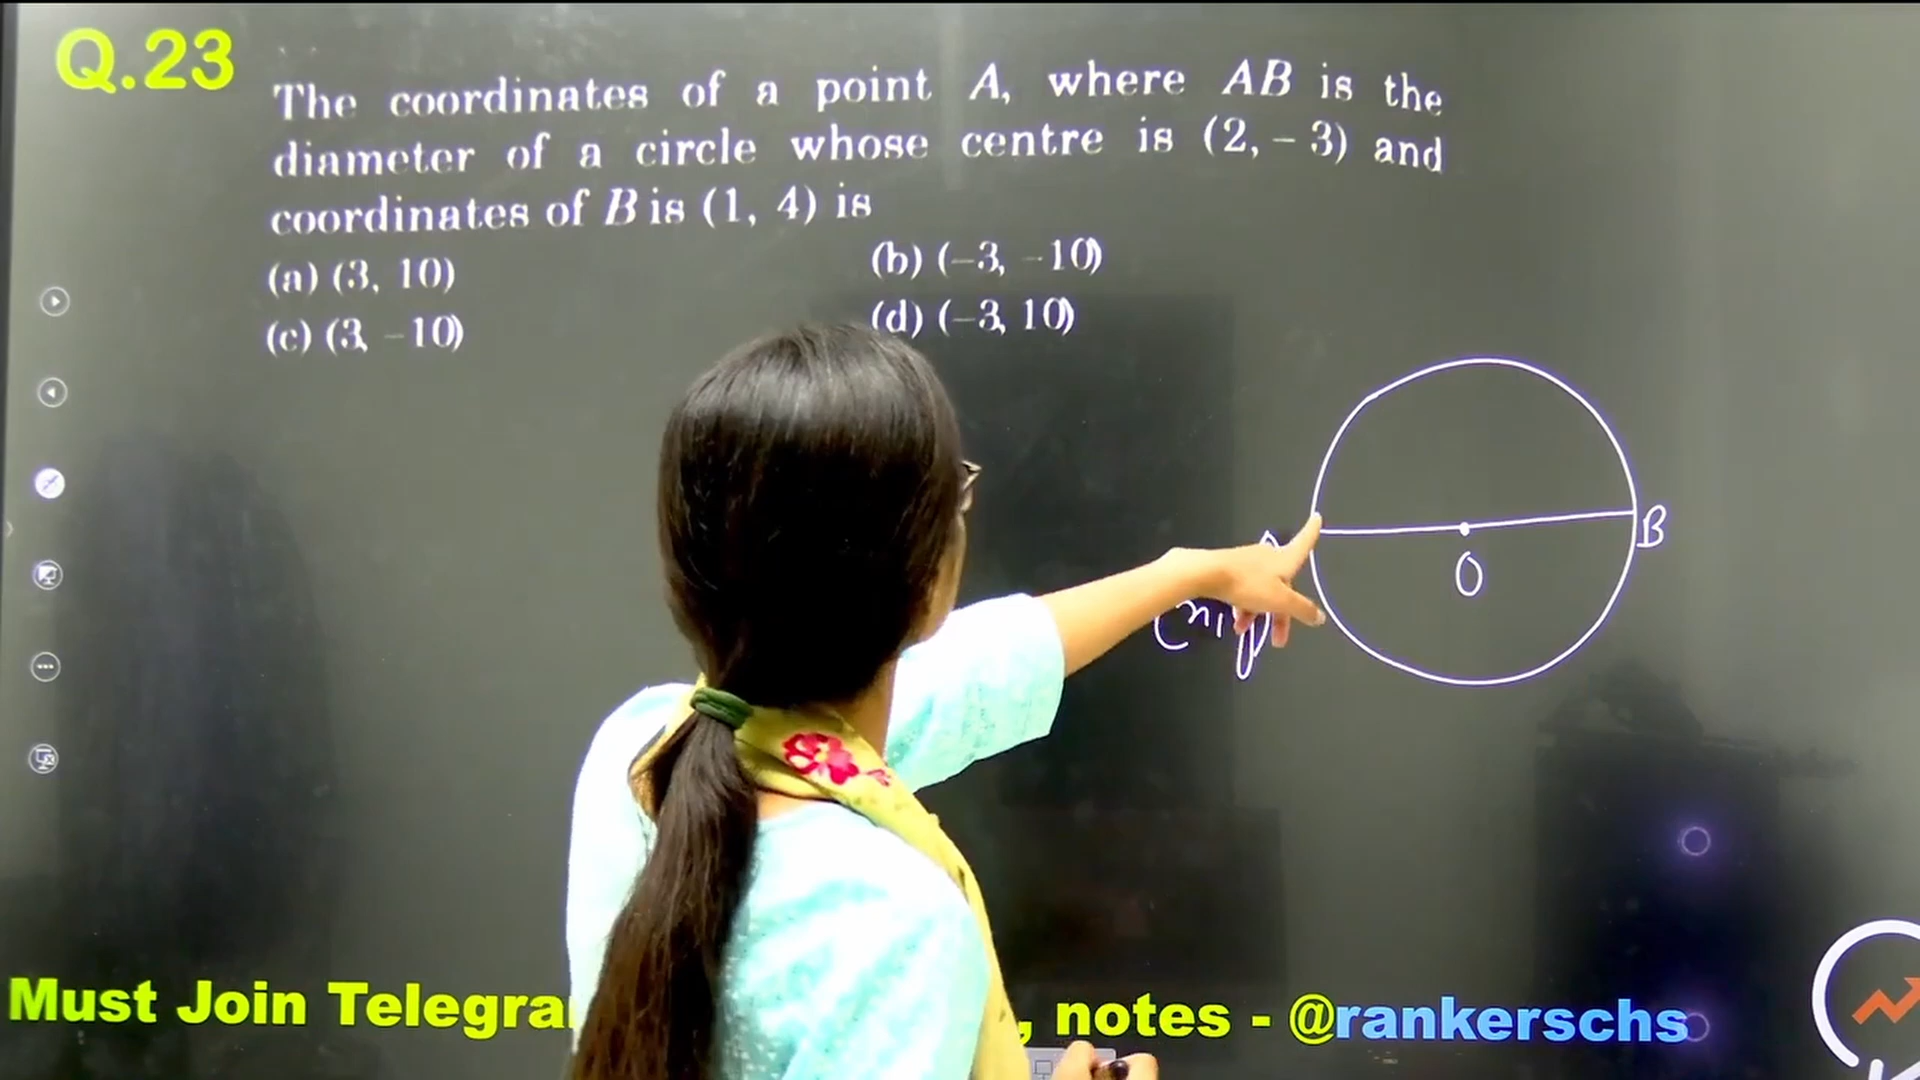 Q.23
The coordinates of a point A, where AB is the
diameter of a circle whose centre is (2, – 3) and
coordinates of B is (1, 4) is
(a) (3, 10)
(b) (–3, –10)
(c) (3, –10)
(d) (–3, 10)
B
O
Must Join Telegra
, notes - @rankerschs